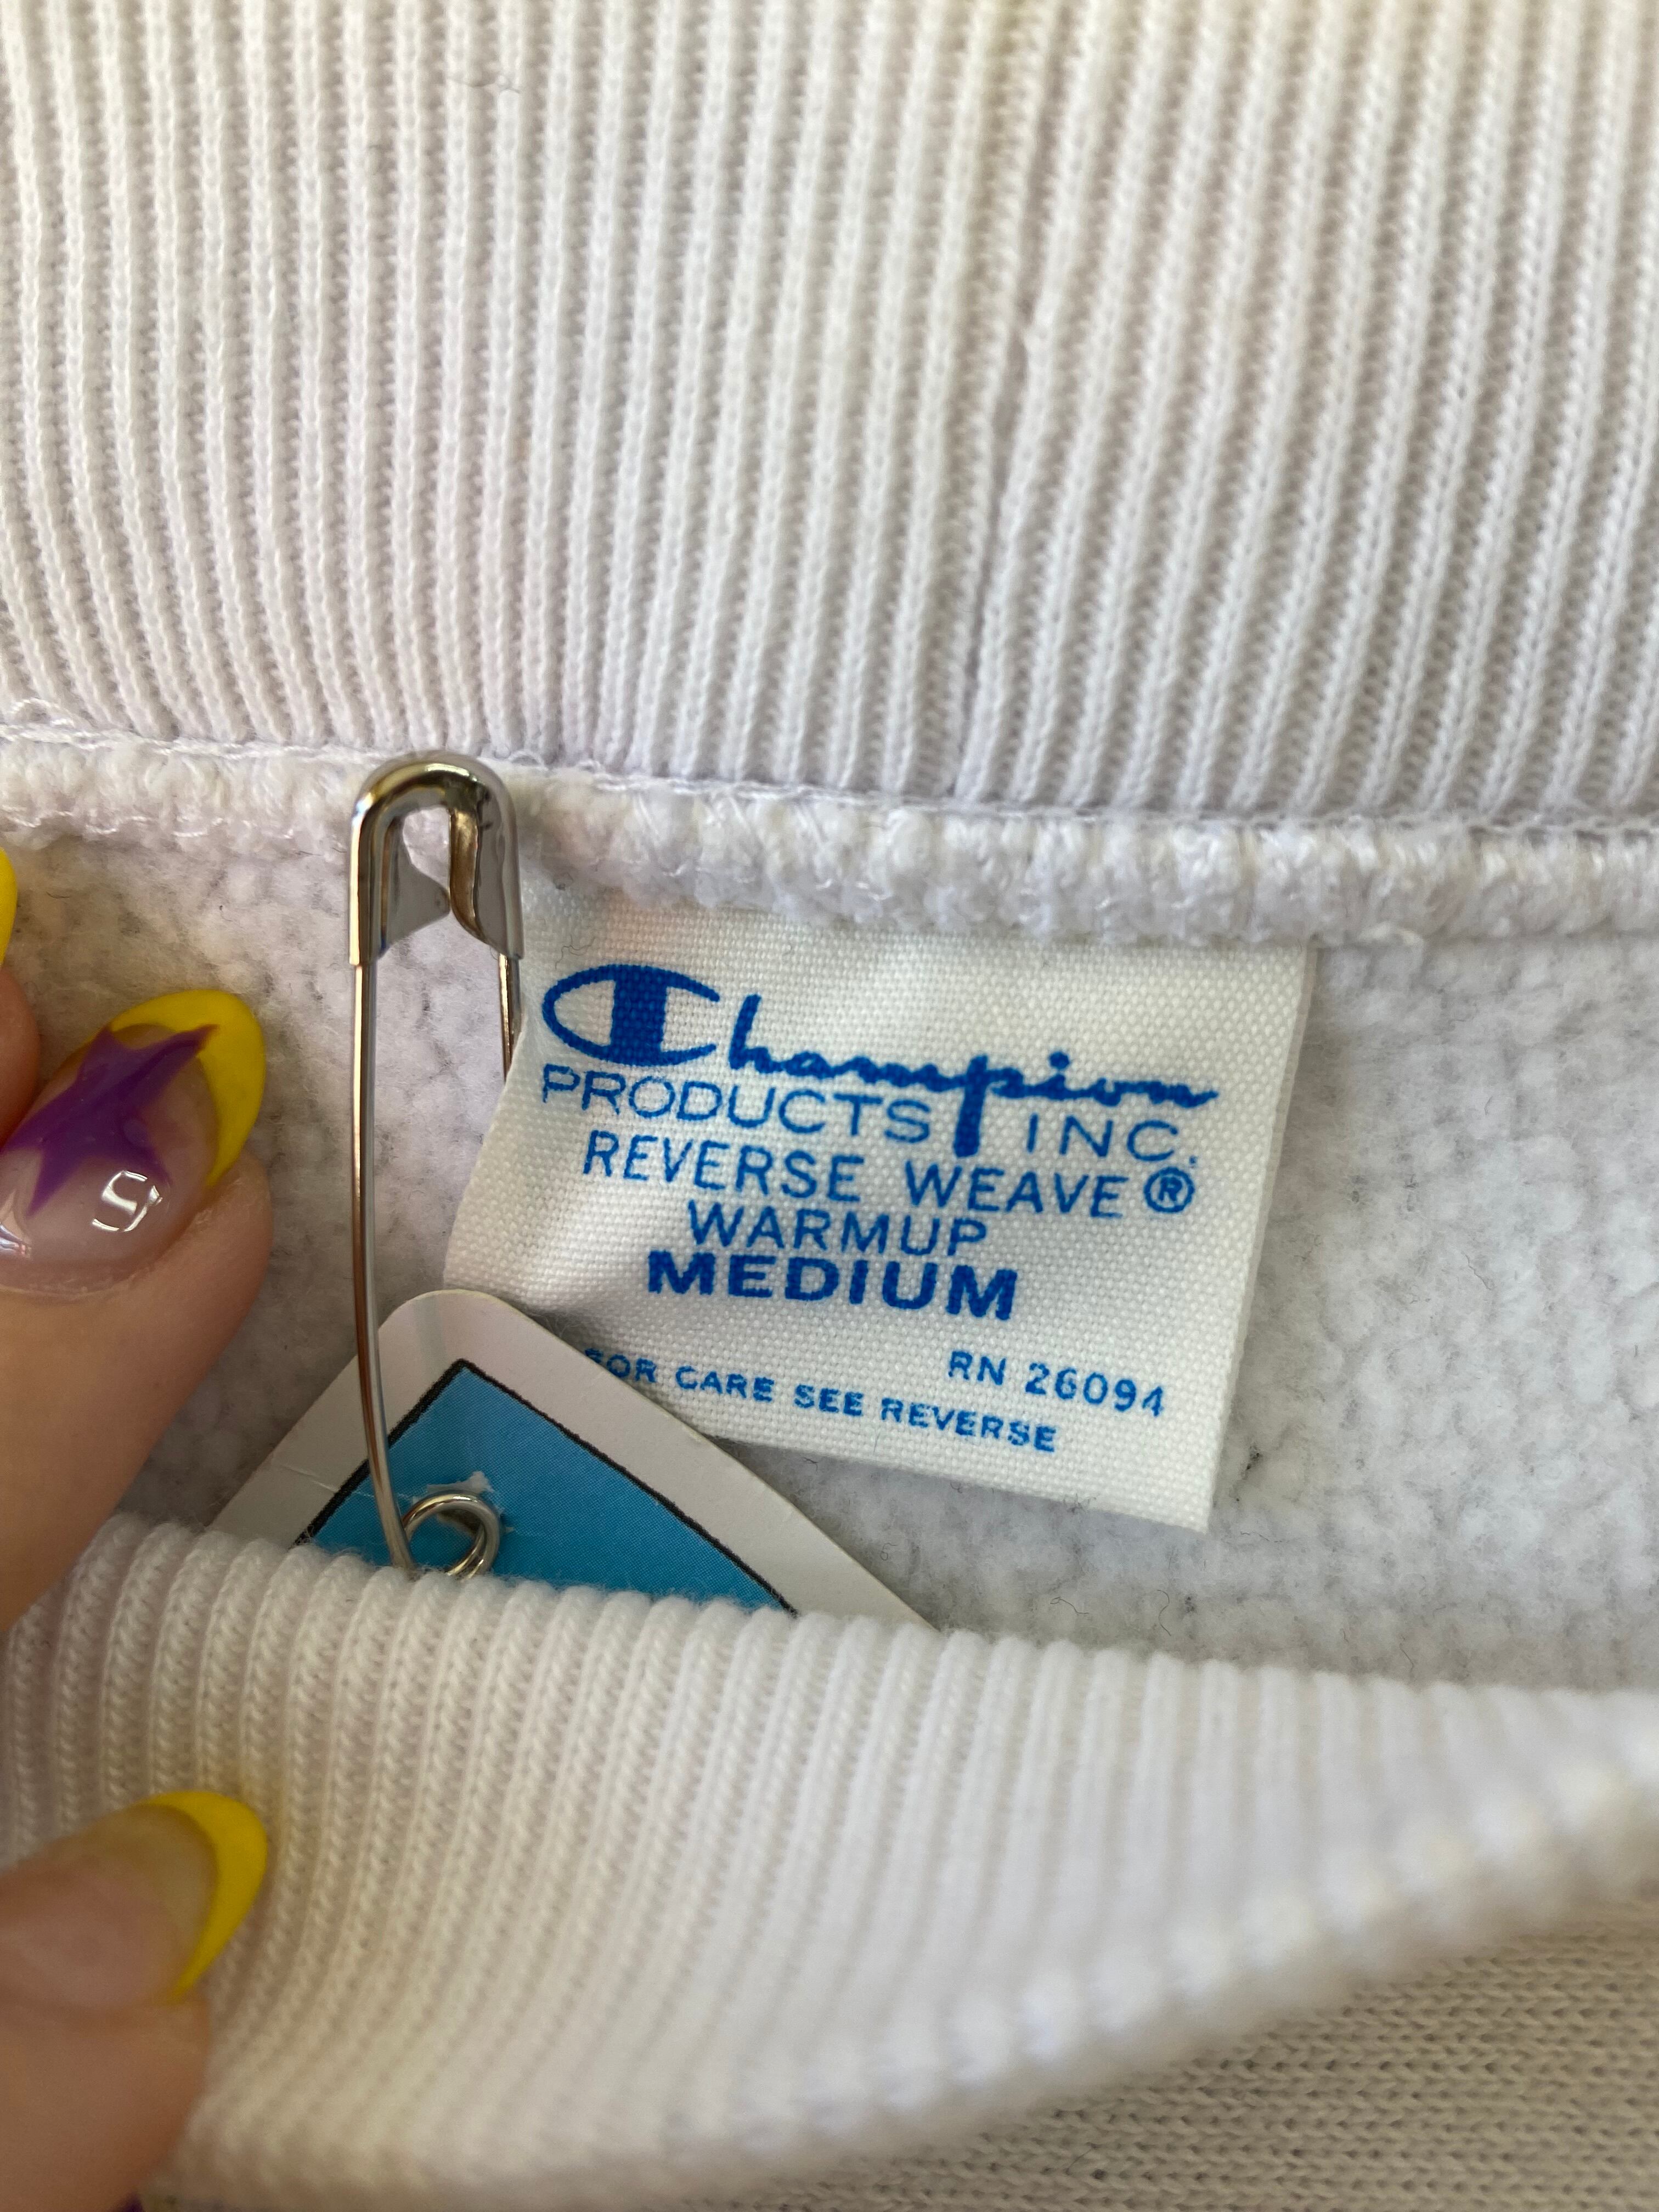 Champion
PRODUCTS INC.
REVERSE WEAVE®
WARMUP
MEDIUM
RN 26094
FOR CARE SEE REVERSE